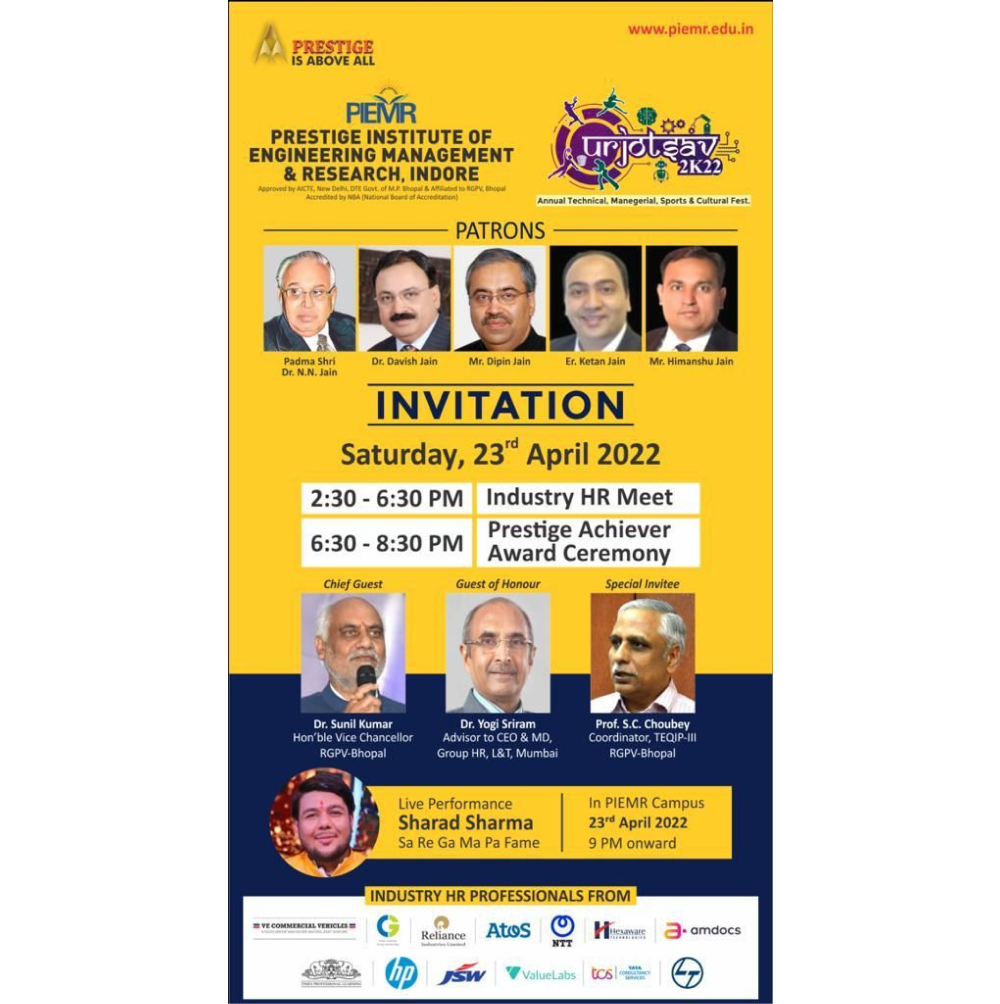 www.piemr.edu.in
PRESTIGE
IS ABOVE ALL
PIEMR
PRESTIGE INSTITUTE OF
ENGINEERING MANAGEMENT
& RESEARCH, INDORE
Approved by AICTE, New Delhi, DTE Govt. of M.P. Bhopal & Affiliated to RGPV, Bhopal
Accredited by NBA (National Board of Accreditation)
urjotsav
2K22
Annual Technical, Manegerial, Sports & Cultural Fest.
PATRONS
Padma Shri
Dr. N.N. Jain
Dr. Davish Jain
Mr. Dipin Jain
Er. Ketan Jain
Mr. Himanshu Jain
INVITATION
Saturday, 23rd April 2022
2:30 - 6:30 PM Industry HR Meet
6:30 - 8:30 PM Prestige Achiever
Award Ceremony
Chief Guest
Guest of Honour
Special Invitee
Dr. Sunil Kumar
Hon'ble Vice Chancellor
RGPV-Bhopal
Dr. Yogi Sriram
Advisor to CEO & MD,
Group HR, L&T, Mumbai
Prof. S.C. Choubey
Coordinator, TEQIP-III
RGPV-Bhopal
Live Performance
Sharad Sharma
Sa Re Ga Ma Pa Fame
In PIEMR Campus
23rd April 2022
9 PM onward
INDUSTRY HR PROFESSIONALS FROM
VE COMMERCIAL VEHICLES
Reliance
Industries Limited
Atos
NTT
Hexaware
TECHNOLOGIES
a amdocs
hp
JSW
ValueLabs
tcs
TATA
CONSULTANCY
SERVICES